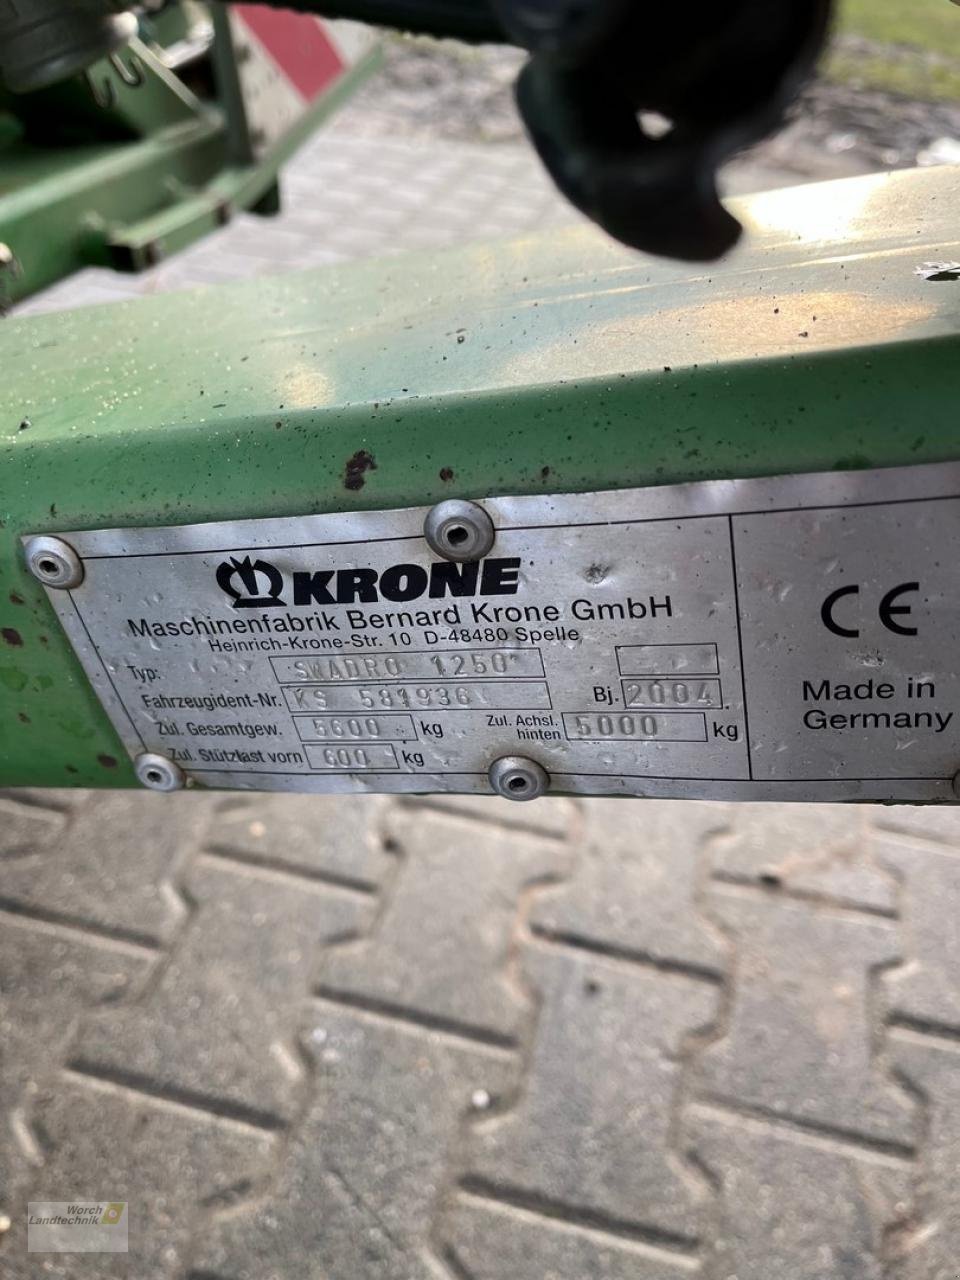 KRONE
Maschinenfabrik Bernard Krone GmbH
Heinrich-Krone-Str. 10 D-48480 Spelle
Typ: SWADRO 1250
Fahrzeugident-Nr. KS 581936 Bj. 2004
Zul. Gesamtgew. 5600 kg Zul. Achsl. hinten 5000 kg
Zul. Stützlast vorn 600 kg
CE
Made in
Germany
Worch
Landtechnik